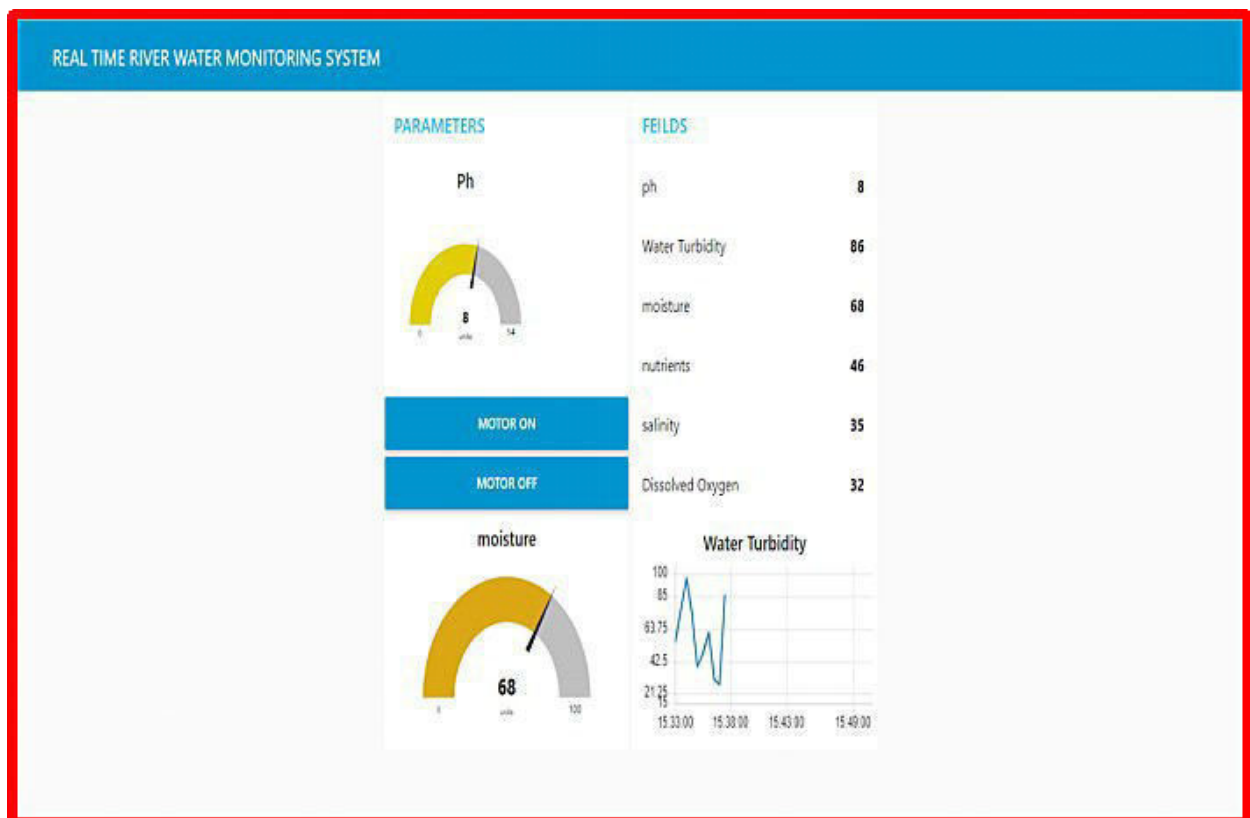 REAL TIME RIVER WATER MONITORING SYSTEM
PARAMETERS
Ph
8
units
0
14
MOTOR ON
MOTOR OFF
moisture
68
units
0
100
FEILDS
ph 8
Water Turbidity 86
moisture 68
nutrients 46
salinity 35
Dissolved Oxygen 32
Water Turbidity
100
85
63.75
42.5
21.25
15
15:33:00 15:38:00 15:43:00 15:49:00